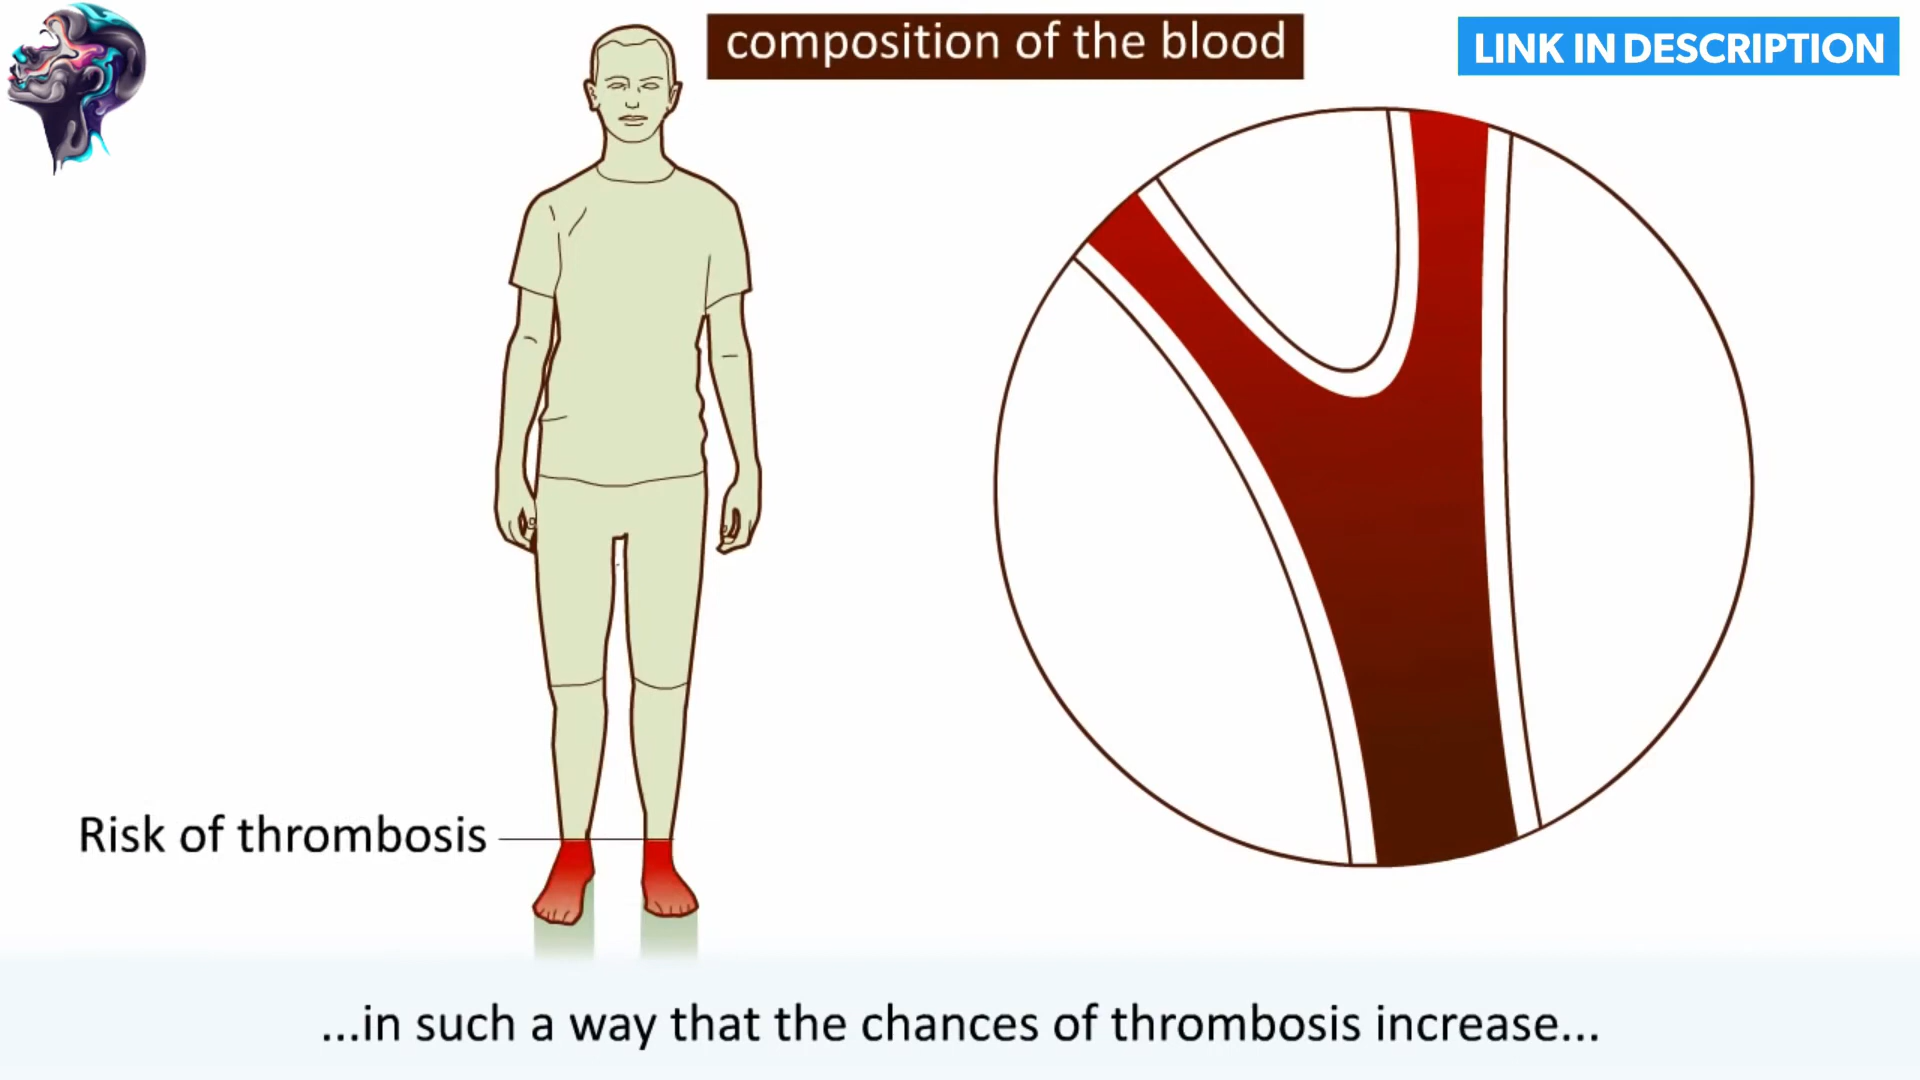 composition of the blood
LINK IN DESCRIPTION
Risk of thrombosis
...in such a way that the chances of thrombosis increase...